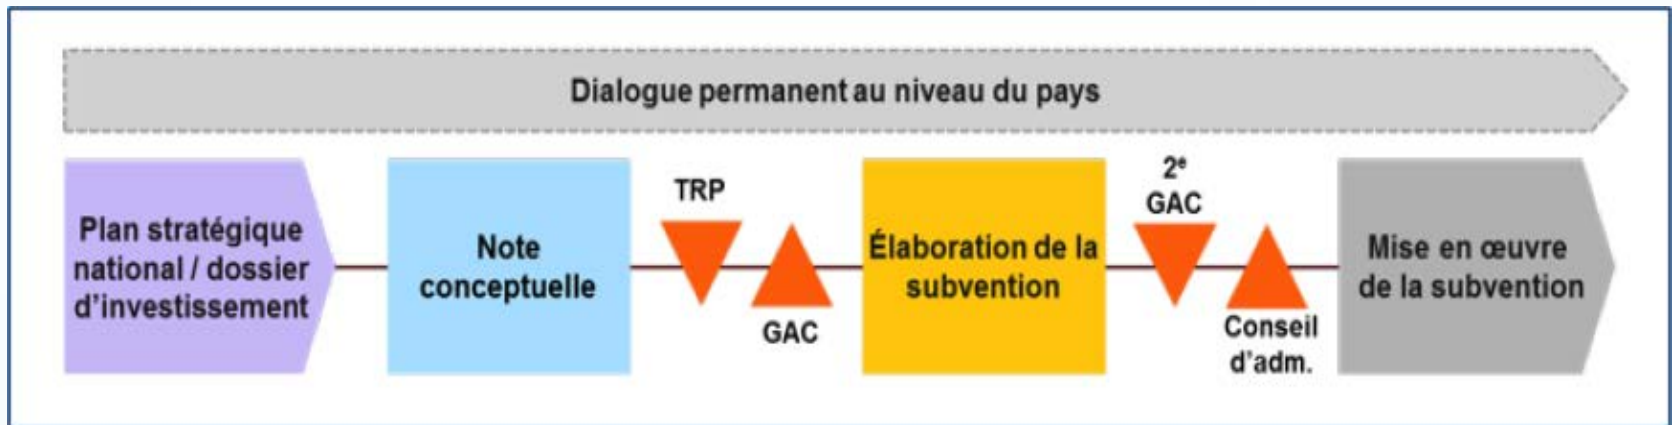 Dialogue permanent au niveau du pays
Plan stratégique
national / dossier
d'investissement
Note
conceptuelle
TRP
GAC
Élaboration de la
subvention
2e
GAC
Conseil
d'adm.
Mise en œuvre
de la subvention